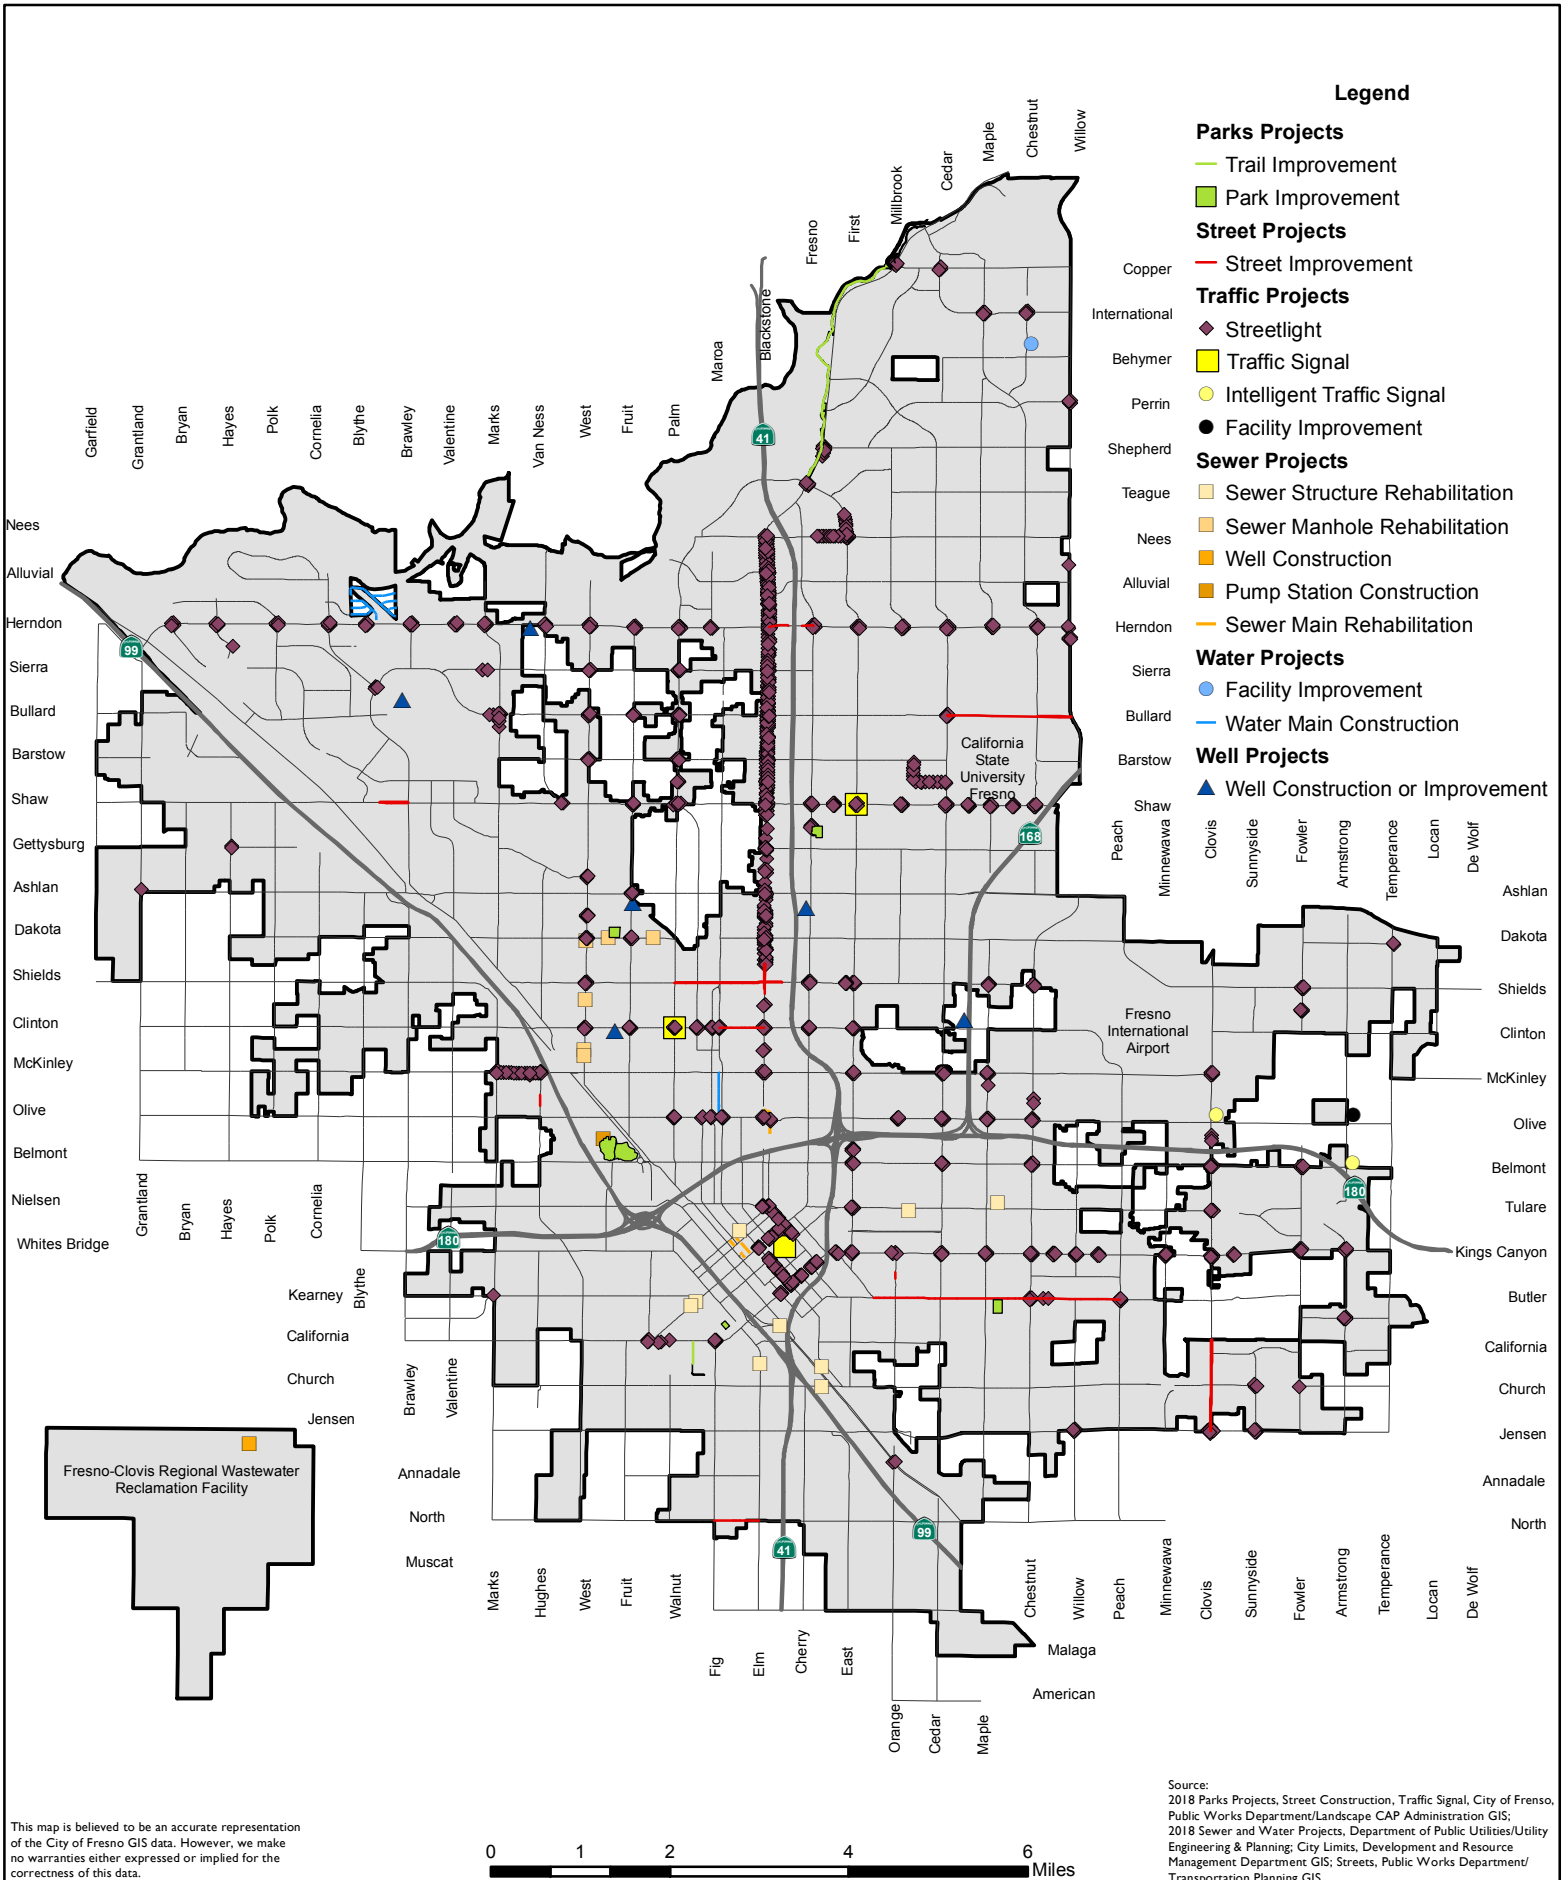 Legend
Parks Projects
Trail Improvement
Park Improvement
Street Projects
Street Improvement
Traffic Projects
Streetlight
Traffic Signal
Intelligent Traffic Signal
Facility Improvement
Sewer Projects
Sewer Structure Rehabilitation
Sewer Manhole Rehabilitation
Well Construction
Pump Station Construction
Sewer Main Rehabilitation
Water Projects
Facility Improvement
Water Main Construction
Well Projects
Well Construction or Improvement
Garfield
Grantland
Bryan
Hayes
Polk
Cornelia
Blythe
Brawley
Valentine
Marks
Van Ness
West
Fruit
Palm
Maroa
Blackstone
Fresno
First
Millbrook
Cedar
Maple
Chestnut
Willow
Copper
International
Behymer
Perrin
Shepherd
Teague
Nees
Alluvial
Herndon
Sierra
Bullard
Barstow
Shaw
Nees
Alluvial
Herndon
Sierra
Bullard
Barstow
Shaw
Gettysburg
Ashlan
Dakota
Shields
Clinton
McKinley
Olive
Belmont
Nielsen
Whites Bridge
Kearney
California
Church
Jensen
Annadale
North
Muscat
41
99
168
180
180
41
99
California
State
University
Fresno
Peach
Minnewawa
Clovis
Sunnyside
Fowler
Armstrong
Temperance
Locan
De Wolf
Ashlan
Dakota
Shields
Clinton
McKinley
Olive
Belmont
Tulare
Kings Canyon
Butler
California
Church
Jensen
Annadale
North
Fresno
International
Airport
Grantland
Bryan
Hayes
Polk
Cornelia
Blythe
Brawley
Valentine
Fresno-Clovis Regional Wastewater
Reclamation Facility
Marks
Hughes
West
Fruit
Walnut
Fig
Elm
Cherry
East
Orange
Cedar
Maple
Chestnut
Willow
Peach
Minnewawa
Clovis
Sunnyside
Fowler
Armstrong
Temperance
Locan
De Wolf
Malaga
American
This map is believed to be an accurate representation
of the City of Fresno GIS data. However, we make
no warranties either expressed or implied for the
correctness of this data.
0 1 2 4 6
Miles
Source:
2018 Parks Projects, Street Construction, Traffic Signal, City of Frenso,
Public Works Department/Landscape CAP Administration GIS;
2018 Sewer and Water Projects, Department of Public Utilities/Utility
Engineering & Planning; City Limits, Development and Resource
Management Department GIS; Streets, Public Works Department/
Transportation Planning GIS